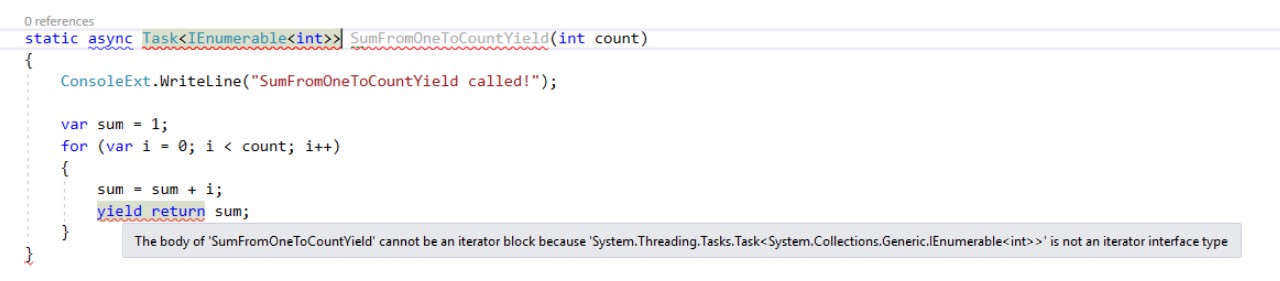 0 references
static async Task<IEnumerable<int>> SumFromOneToCountYield(int count)
{
ConsoleExt.WriteLine("SumFromOneToCountYield called!");
var sum = 1;
for (var i = 0; i < count; i++)
{
sum = sum + i;
yield return sum;
}
The body of 'SumFromOneToCountYield' cannot be an iterator block because 'System.Threading.Tasks.Task<System.Collections.Generic.IEnumerable<int>>' is not an iterator interface type
}